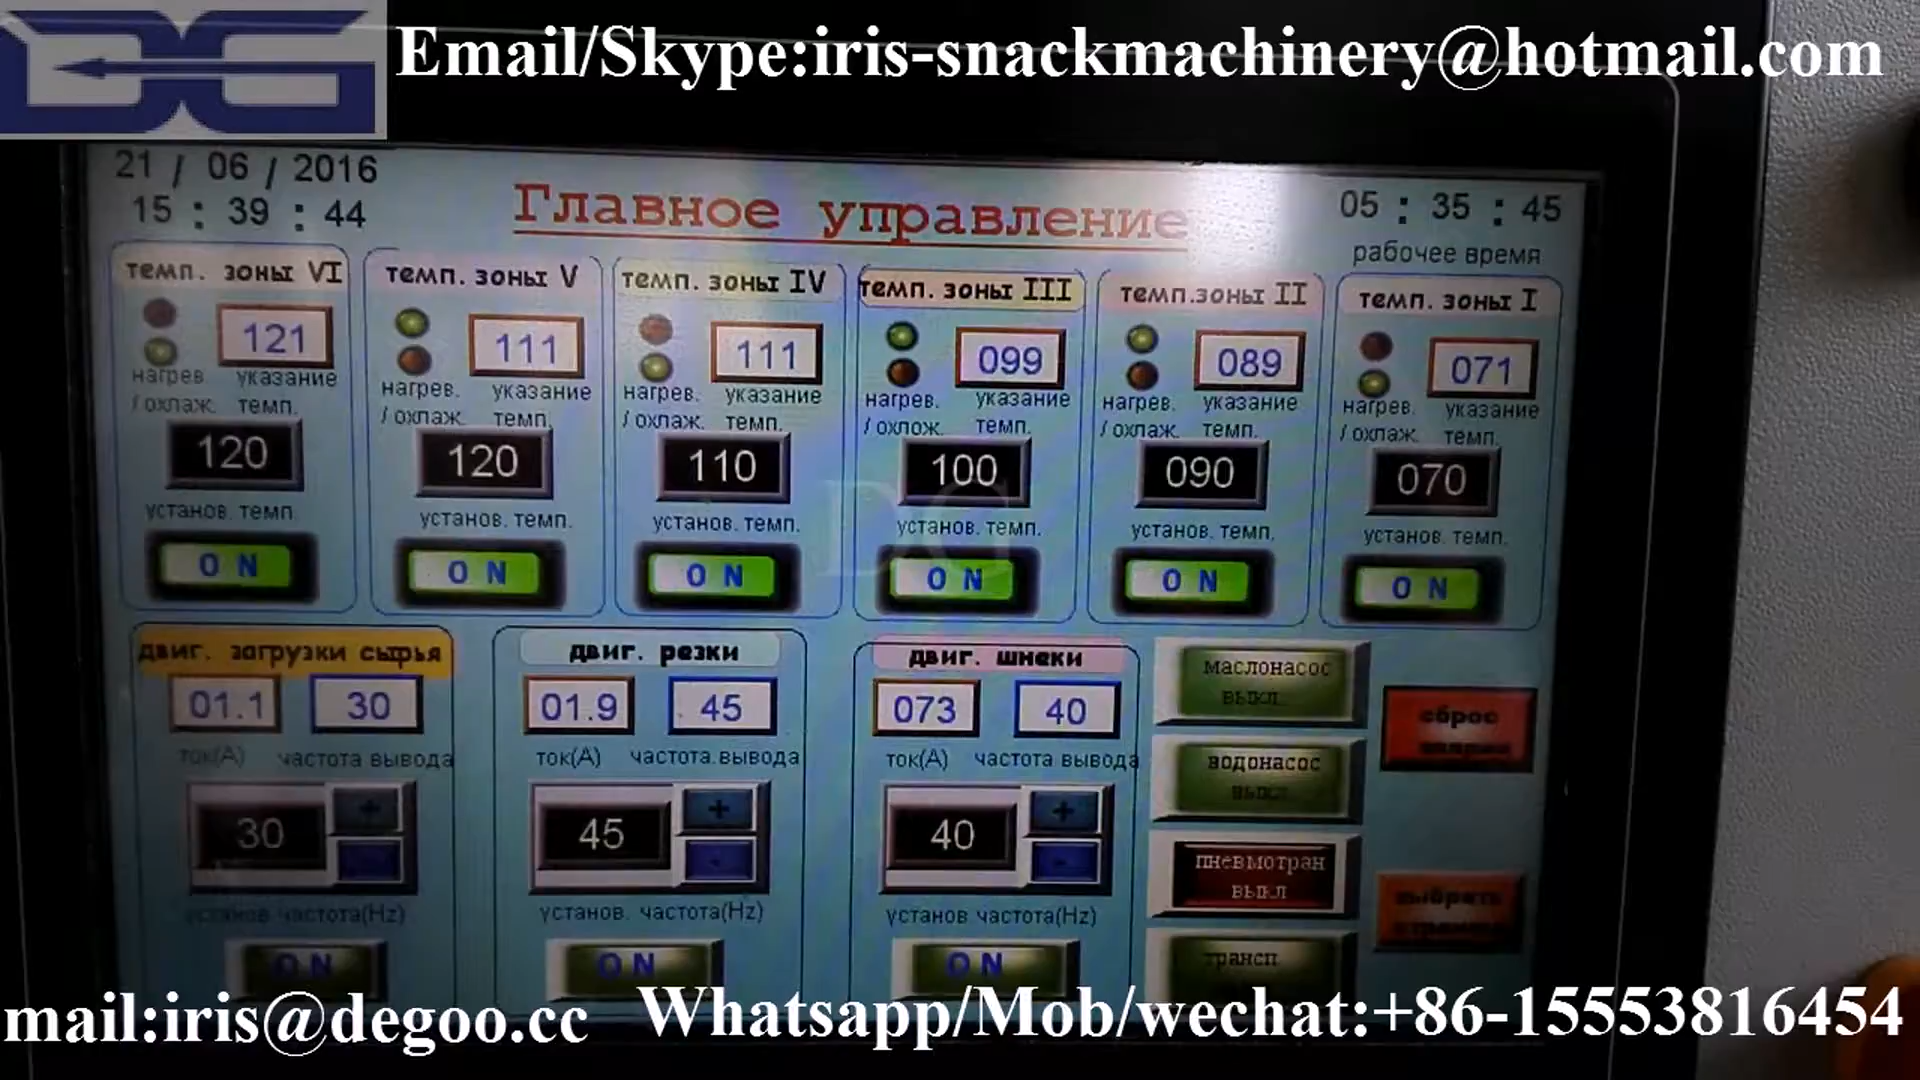 DG
Email/Skype:iris-snackmachinery@hotmail.com
21 / 06 / 2016
15 : 39 : 44
Главное управление
05 : 35 : 45
рабочее время
темп. зоны VI
темп. зоны V
темп. зоны IV
темп. зоны III
темп.зоны II
темп. зоны I
121
111
111
099
089
071
нагрев. указание
/охлаж. темп.
нагрев. указание
/охлаж. темп.
нагрев. указание
/охлаж. темп.
нагрев. указание
/охлож. темп.
нагрев. указание
/охлаж. темп.
нагрев. указание
/охлаж. темп.
120
120
110
100
090
070
установ. темп.
установ. темп.
установ. темп.
установ. темп.
установ. темп.
установ. темп.
DG
ON
ON
ON
ON
ON
ON
двиг. загрузки сырья
двиг. резки
двиг. шнеки
01.1 30
01.9 45
073 40
ток(А) частота вывода
ток(А) частота.вывода
ток(А) частота вывода
30 +
-
45 +
-
40 +
-
установ частота(Hz)
установ. частота(Hz)
установ частота(Hz)
ON
ON
ON
маслонасос
выкл
водонасос
выкл
пневмотран
выкл
трансп
сброс
выбрать
mail:iris@degoo.cc
Whatsapp/Mob/wechat:+86-15553816454